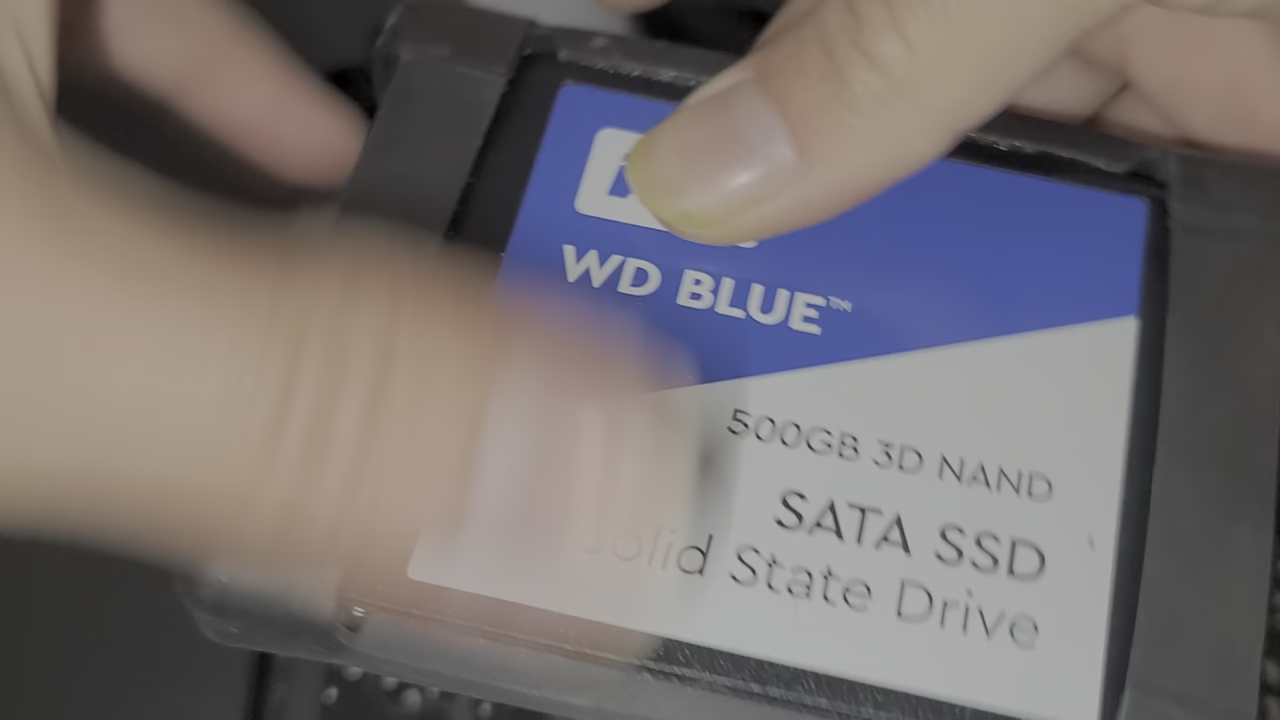 WD BLUE™
500GB 3D NAND
SATA SSD
Solid State Drive